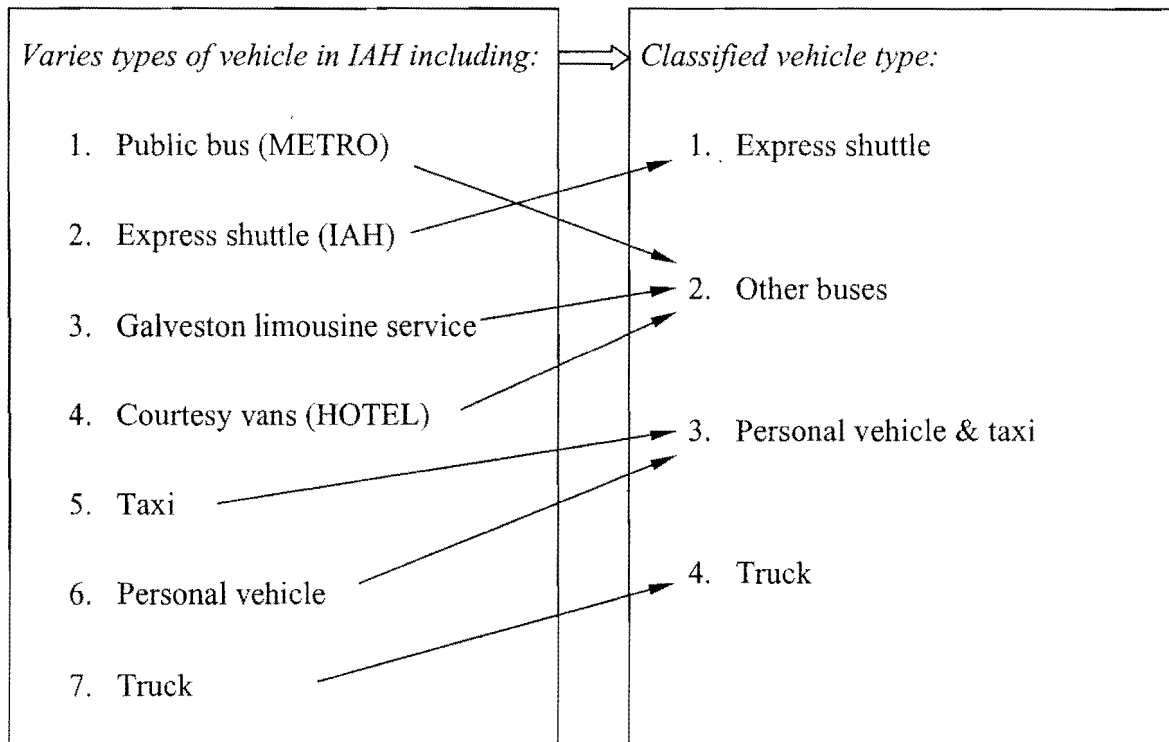 Varies types of vehicle in IAH including:
1. Public bus (METRO)
2. Express shuttle (IAH)
3. Galveston limousine service
4. Courtesy vans (HOTEL)
5. Taxi
6. Personal vehicle
7. Truck
Classified vehicle type:
1. Express shuttle
2. Other buses
3. Personal vehicle & taxi
4. Truck